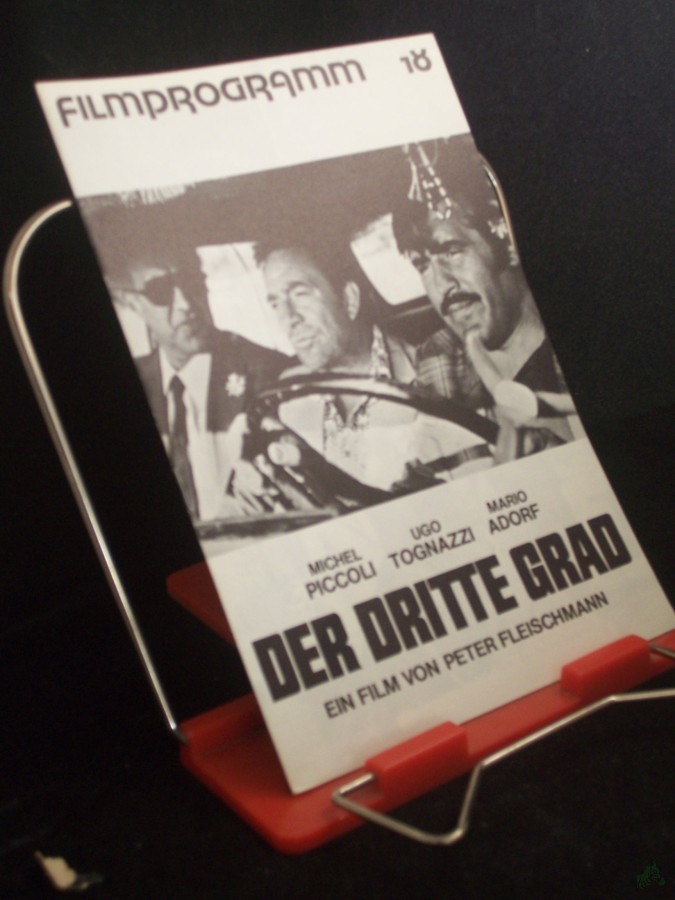 FILMPROGRAMM 18
MICHEL PICCOLI
UGO TOGNAZZI
MARIO ADORF
DER DRITTE GRAD
EIN FILM VON PETER FLEISCHMANN